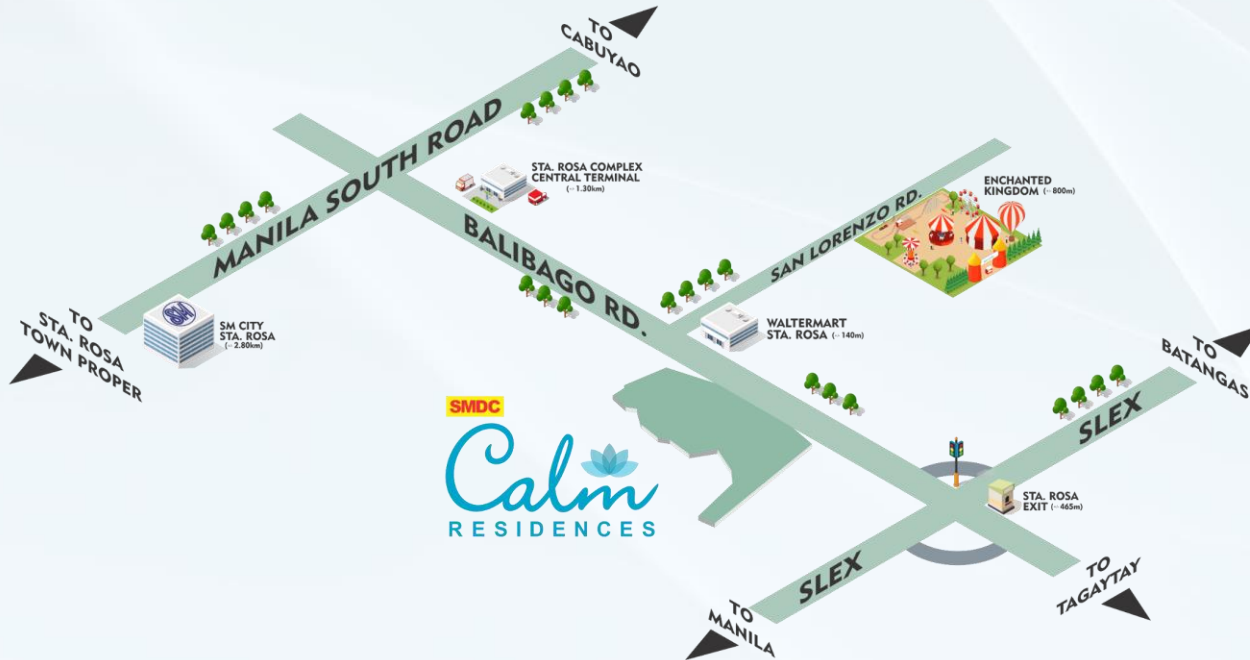 TO
CABUYAO
MANILA SOUTH ROAD
STA. ROSA COMPLEX
CENTRAL TERMINAL
(~ 1.30km)
ENCHANTED
KINGDOM (~ 800m)
SAN LORENZO RD.
BALIBAGO RD.
TO
STA. ROSA
TOWN PROPER
SM
SM CITY
STA. ROSA
(~ 2.80km)
WALTERMART
STA. ROSA (~ 140m)
TO
BATANGAS
SLEX
SMDC
Calm
RESIDENCES
STA. ROSA
EXIT (~ 465m)
SLEX
TO
TAGAYTAY
TO
MANILA